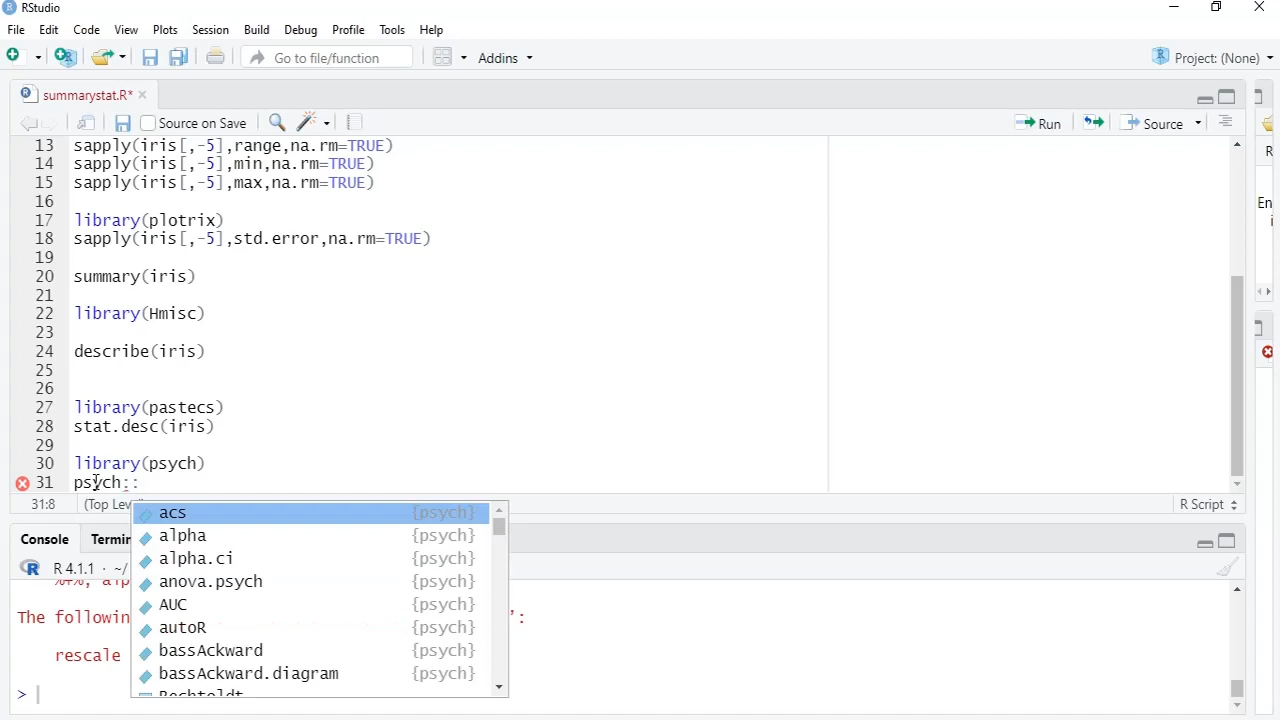 RStudio
File Edit Code View Plots Session Build Debug Profile Tools Help
Go to file/function Addins Project: (None)
summarystat.R*
Source on Save Run Source
13 sapply(iris[,-5],range,na.rm=TRUE)
14 sapply(iris[,-5],min,na.rm=TRUE)
15 sapply(iris[,-5],max,na.rm=TRUE)
16
17 library(plotrix)
18 sapply(iris[,-5],std.error,na.rm=TRUE)
19
20 summary(iris)
21
22 library(Hmisc)
23
24 describe(iris)
25
26
27 library(pastecs)
28 stat.desc(iris)
29
30 library(psych)
31 psych::
31:8 (Top Lev R Script
acs {psych}
alpha {psych}
alpha.ci {psych}
anova.psych {psych}
AUC {psych}
autoR {psych}
bassAckward {psych}
bassAckward.diagram {psych}
Console Termin
R 4.1.1 · ~/
The followin ’:
rescale
>
R
En
i